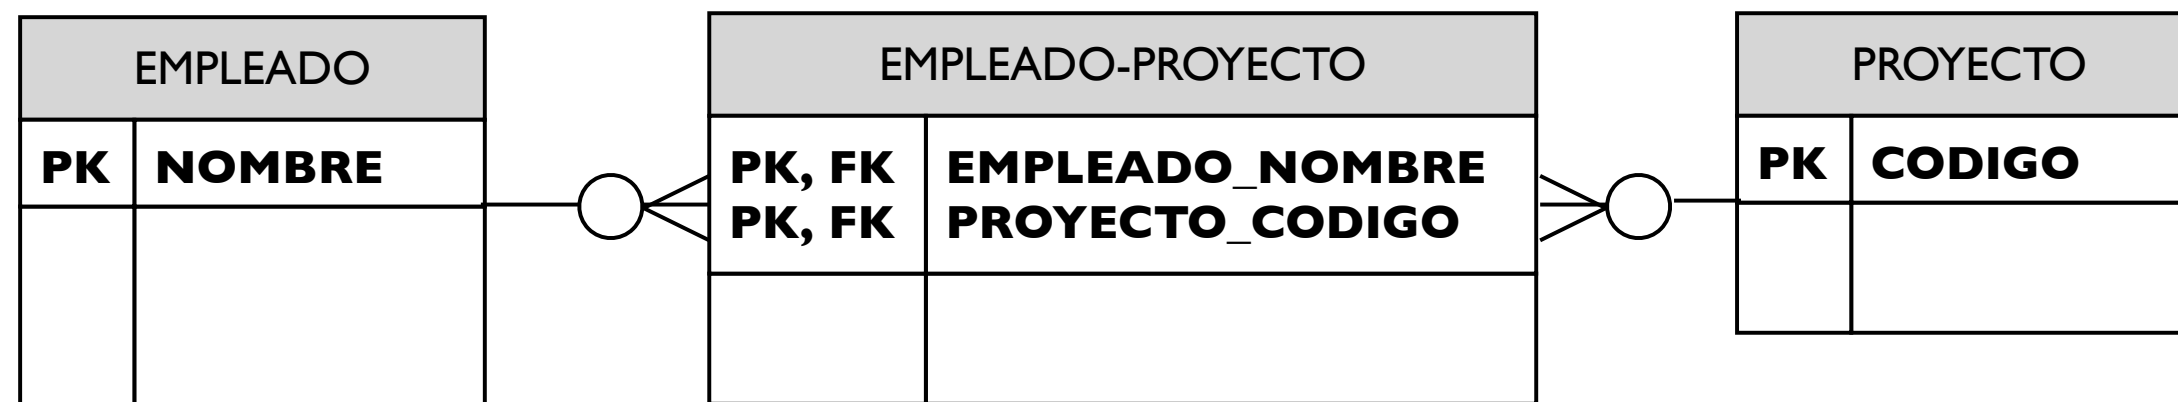 EMPLEADO
PK NOMBRE
EMPLEADO-PROYECTO
PK, FK EMPLEADO_NOMBRE
PK, FK PROYECTO_CODIGO
PROYECTO
PK CODIGO